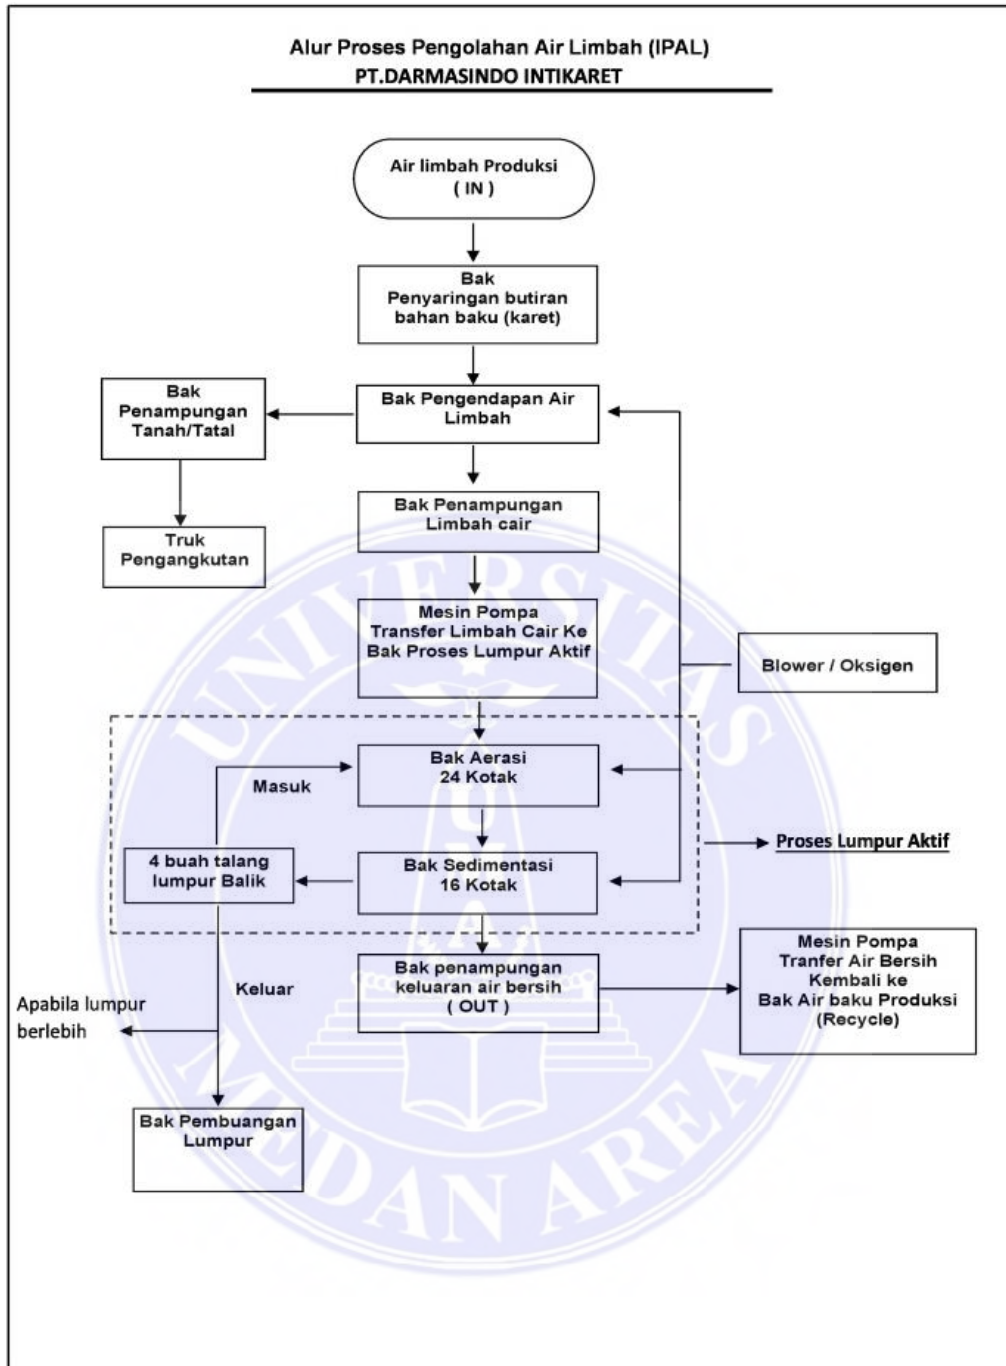 Alur Proses Pengolahan Air Limbah (IPAL)
PT.DARMASINDO INTIKARET
Air limbah Produksi
( IN )
Bak
Penyaringan butiran
bahan baku (karet)
Bak
Penampungan
Tanah/Tatal
Bak Pengendapan Air
Limbah
Bak Penampungan
Limbah cair
Truk
Pengangkutan
Mesin Pompa
Transfer Limbah Cair Ke
Bak Proses Lumpur Aktif
Blower / Oksigen
Bak Aerasi
24 Kotak
Masuk
Proses Lumpur Aktif
4 buah talang
lumpur Balik
Bak Sedimentasi
16 Kotak
Mesin Pompa
Tranfer Air Bersih
Kembali ke
Bak Air baku Produksi
(Recycle)
Bak penampungan
keluaran air bersih
( OUT )
Keluar
Apabila lumpur
berlebih
Bak Pembuangan
Lumpur
UNIVERSITAS
MEDAN AREA
UMA